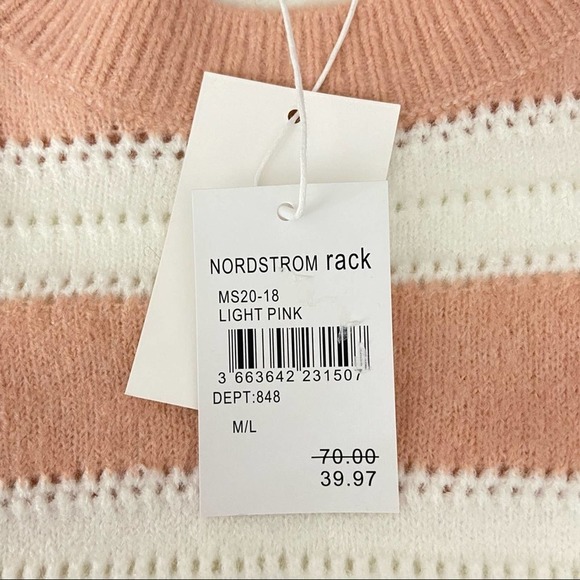 NORDSTROM rack
MS20-18
LIGHT PINK
3 663642 231507
DEPT:848
M/L
70.00
39.97